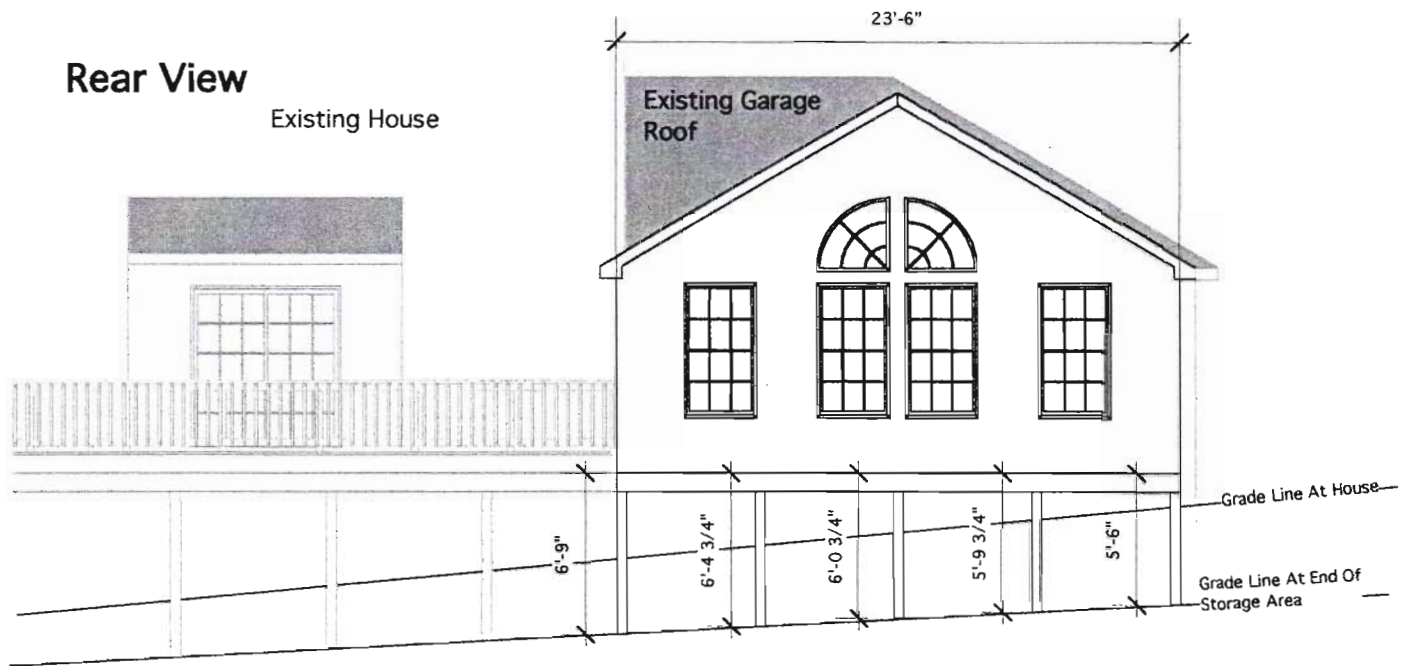 23'-6"
Rear View
Existing House
Existing Garage
Roof
Grade Line At House
6'-9"
6'-4 3/4"
6'-0 3/4"
5'-9 3/4"
5'-6"
Grade Line At End Of
Storage Area